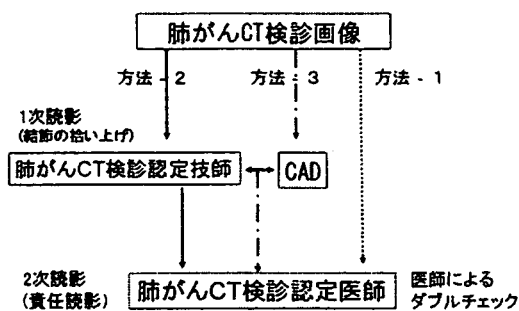 肺がんCT検診画像
方法 - 2
方法 - 3
方法 - 1
1次読影
(結節の拾い上げ)
肺がんCT検診認定技師
CAD
2次読影
(責任読影)
肺がんCT検診認定医師
医師による
ダブルチェック